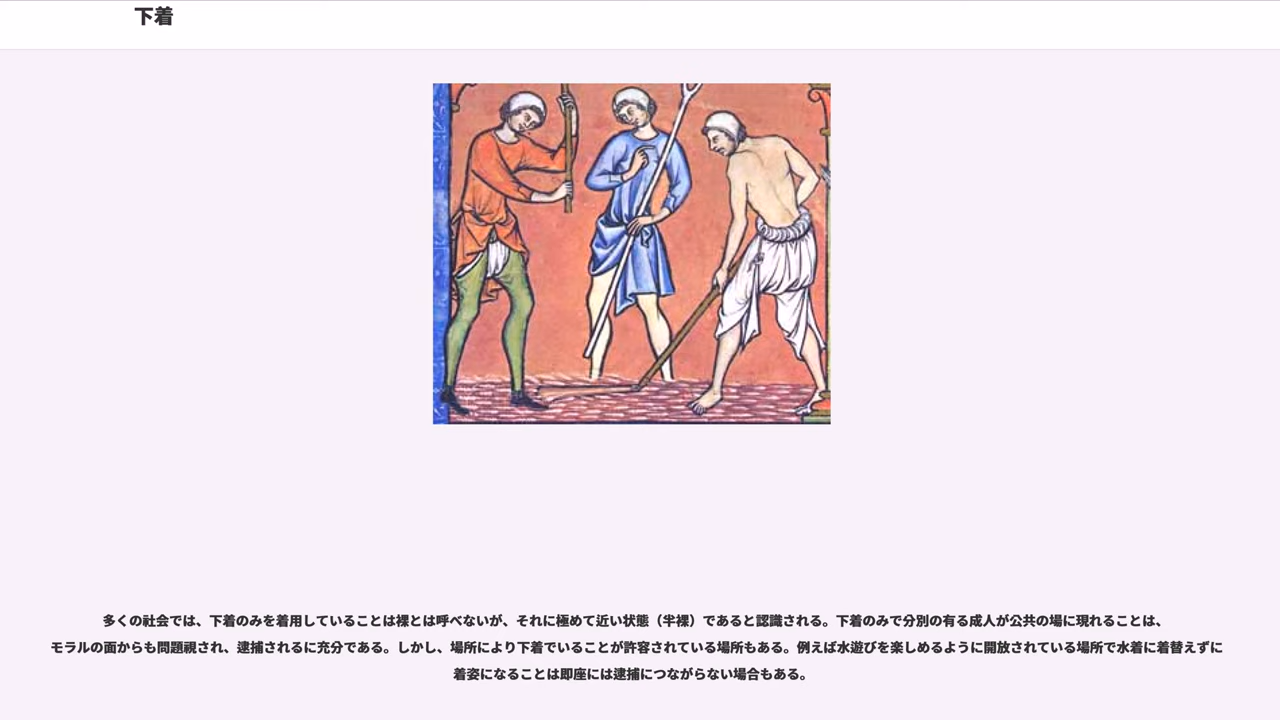 下着
多くの社会では、下着のみを着用していることは裸とは呼べないが、それに極めて近い状態（半裸）であると認識される。下着のみで分別の有る成人が公共の場に現れることは、
モラルの面からも問題視され、逮捕されるに充分である。しかし、場所により下着でいることが許容されている場所もある。例えば水遊びを楽しめるように開放されている場所で水着に着替えずに
着姿になることは即座には逮捕につながらない場合もある。